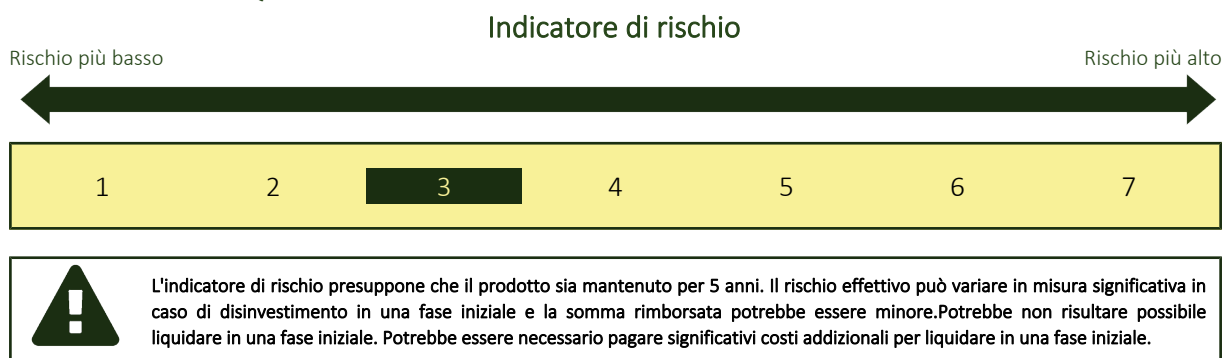 Indicatore di rischio
Rischio più basso
Rischio più alto
1 2 3 4 5 6 7
L'indicatore di rischio presuppone che il prodotto sia mantenuto per 5 anni. Il rischio effettivo può variare in misura significativa in
caso di disinvestimento in una fase iniziale e la somma rimborsata potrebbe essere minore.Potrebbe non risultare possibile
liquidare in una fase iniziale. Potrebbe essere necessario pagare significativi costi addizionali per liquidare in una fase iniziale.